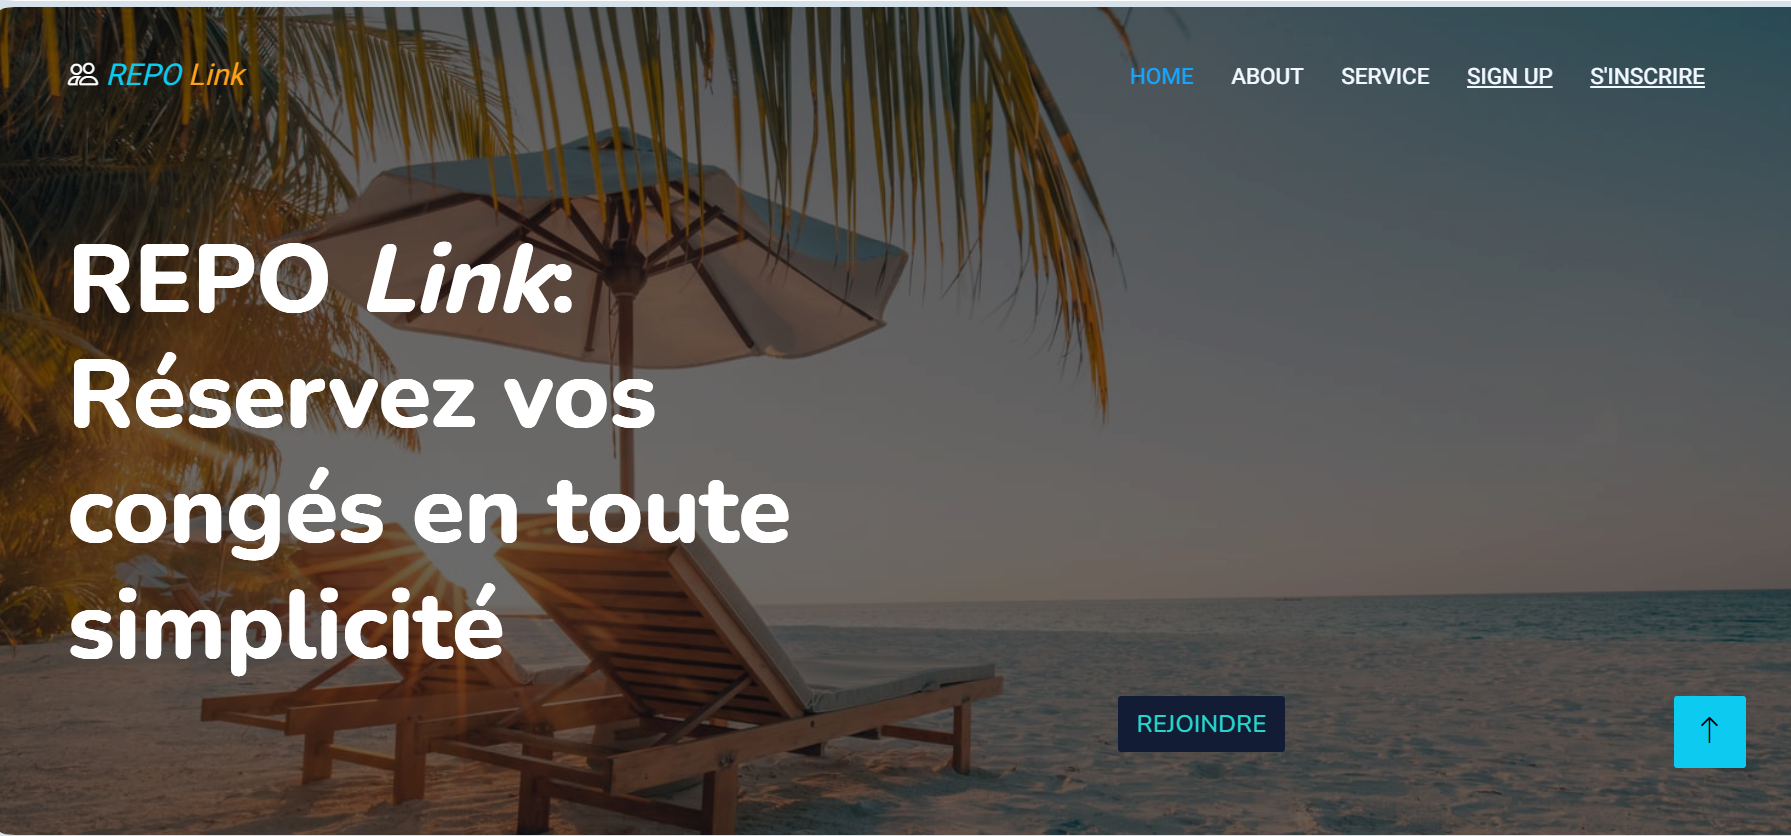 REPO Link
HOME ABOUT SERVICE SIGN UP S'INSCRIRE
REPO Link:
Réservez vos
congés en toute
simplicité
REJOINDRE